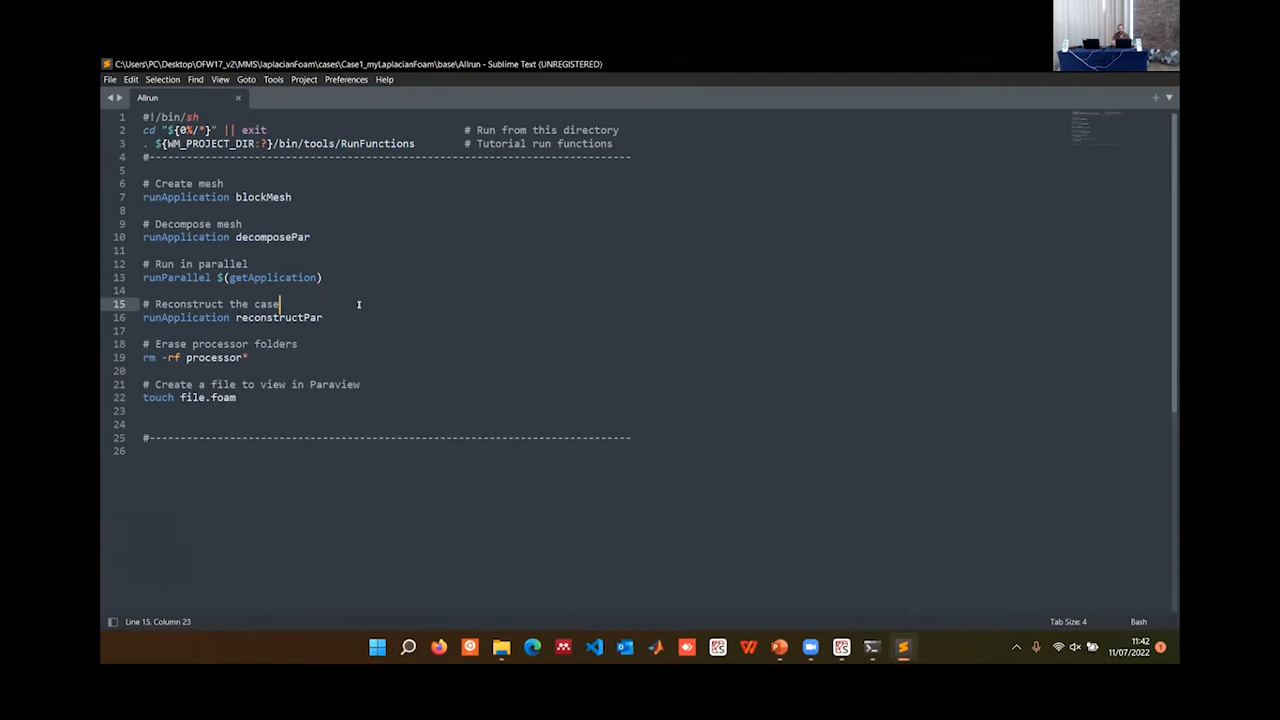 C:\Users\PC\Desktop\OFW17_v2\MMS\laplacianFoam\cases\Case1_myLaplacianFoam\base\Allrun - Sublime Text (UNREGISTERED)
File Edit Selection Find View Goto Tools Project Preferences Help
Allrun
1 #!/bin/sh
2 cd "${0%/*}" || exit # Run from this directory
3 . ${WM_PROJECT_DIR:?}/bin/tools/RunFunctions # Tutorial run functions
4 #------------------------------------------------------------------------------
5
6 # Create mesh
7 runApplication blockMesh
8
9 # Decompose mesh
10 runApplication decomposePar
11
12 # Run in parallel
13 runParallel $(getApplication)
14
15 # Reconstruct the case
16 runApplication reconstructPar
17
18 # Erase processor folders
19 rm -rf processor*
20
21 # Create a file to view in Paraview
22 touch file.foam
23
24
25 #------------------------------------------------------------------------------
26
Line 15, Column 23 Tab Size: 4 Bash
11:42
11/07/2022 1